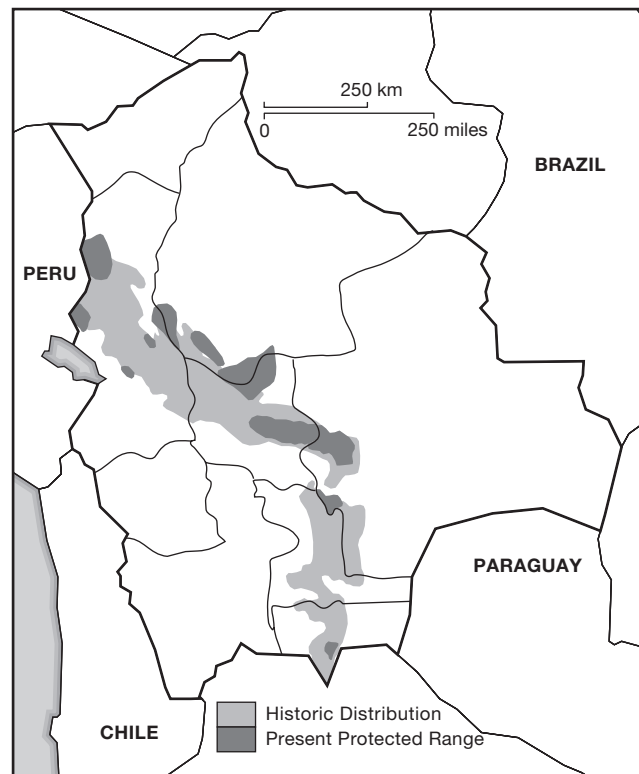 250 km
0 250 miles
BRAZIL
PERU
PARAGUAY
Historic Distribution
Present Protected Range
CHILE